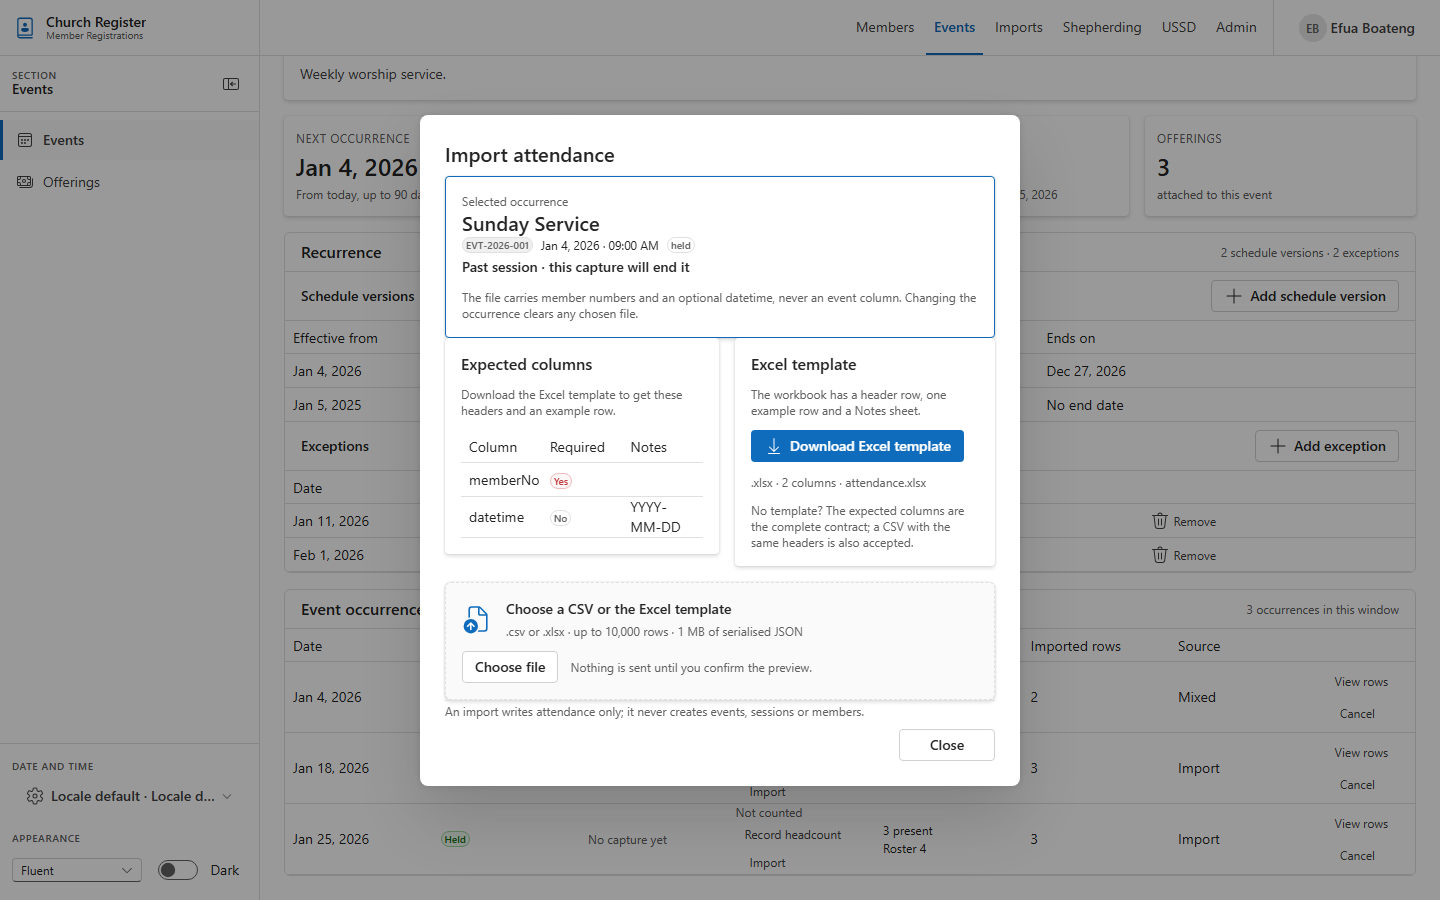 Church Register
Member Registrations
Members
Events
Imports
Shepherding
USSD
Admin
EB
Efua Boateng
SECTION
Events
Events
Offerings
DATE AND TIME
Locale default · Locale d...
APPEARANCE
Fluent
Dark
Weekly worship service.
NEXT OCCURRENCE
Jan 4, 2026
From today, up to 90 da
5, 2026
OFFERINGS
3
attached to this event
Recurrence
2 schedule versions · 2 exceptions
Schedule versions
Add schedule version
Effective from
Ends on
Jan 4, 2026
Dec 27, 2026
Jan 5, 2025
No end date
Exceptions
Add exception
Date
Jan 11, 2026
Remove
Feb 1, 2026
Remove
Event occurrence
3 occurrences in this window
Date
Imported rows
Source
Jan 4, 2026
2
Mixed
View rows
Cancel
Jan 18, 2026
Import
3
Import
View rows
Cancel
Jan 25, 2026
Held
No capture yet
Not counted
Record headcount
Import
3 present
Roster 4
3
Import
View rows
Cancel
Import attendance
Selected occurrence
Sunday Service
EVT-2026-001 Jan 4, 2026 · 09:00 AM held
Past session · this capture will end it
The file carries member numbers and an optional datetime, never an event column. Changing the
occurrence clears any chosen file.
Expected columns
Download the Excel template to get these
headers and an example row.
Column Required Notes
memberNo Yes
datetime No YYYY-
MM-DD
Excel template
The workbook has a header row, one
example row and a Notes sheet.
Download Excel template
.xlsx · 2 columns · attendance.xlsx
No template? The expected columns are
the complete contract; a CSV with the
same headers is also accepted.
Choose a CSV or the Excel template
.csv or .xlsx · up to 10,000 rows · 1 MB of serialised JSON
Choose file
Nothing is sent until you confirm the preview.
An import writes attendance only; it never creates events, sessions or members.
Close